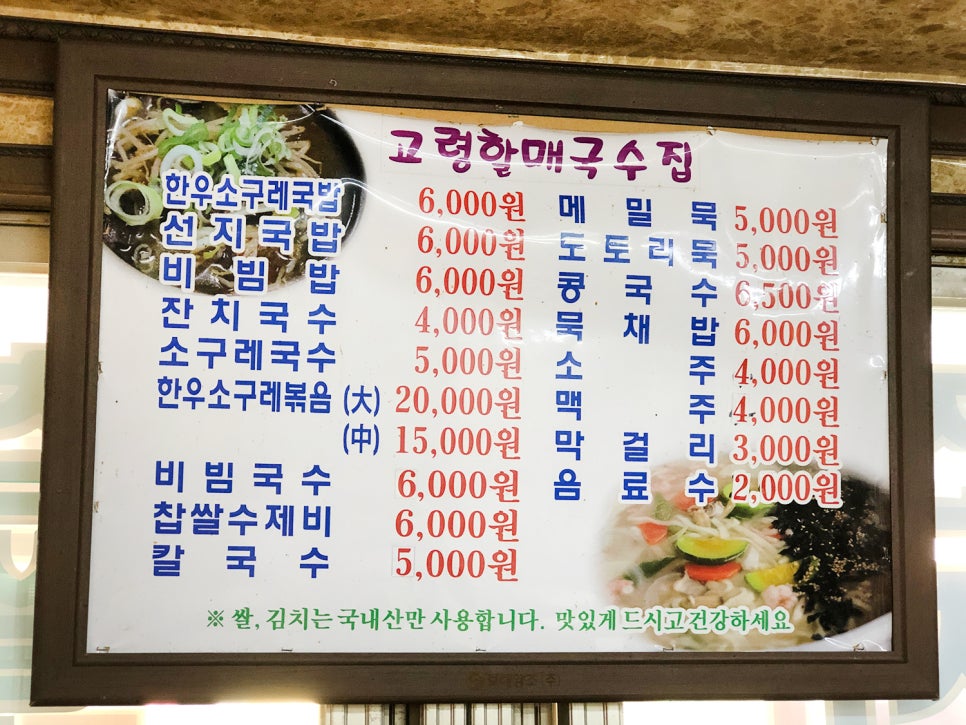 고령할매국수집
한우소구레국밥 6,000원
선지국밥 6,000원
비빔밥 6,000원
잔치국수 4,000원
소구레국수 5,000원
한우소구레볶음 (大) 20,000원
(中) 15,000원
비빔국수 6,000원
찹쌀수제비 6,000원
칼국수 5,000원
메밀묵 5,000원
도토리묵 5,000원
콩국수 6,500원
묵채밥 6,000원
소주 4,000원
맥주 4,000원
막걸리 3,000원
음료수 2,000원
※ 쌀, 김치는 국내산만 사용합니다. 맛있게 드시고 건강하세요